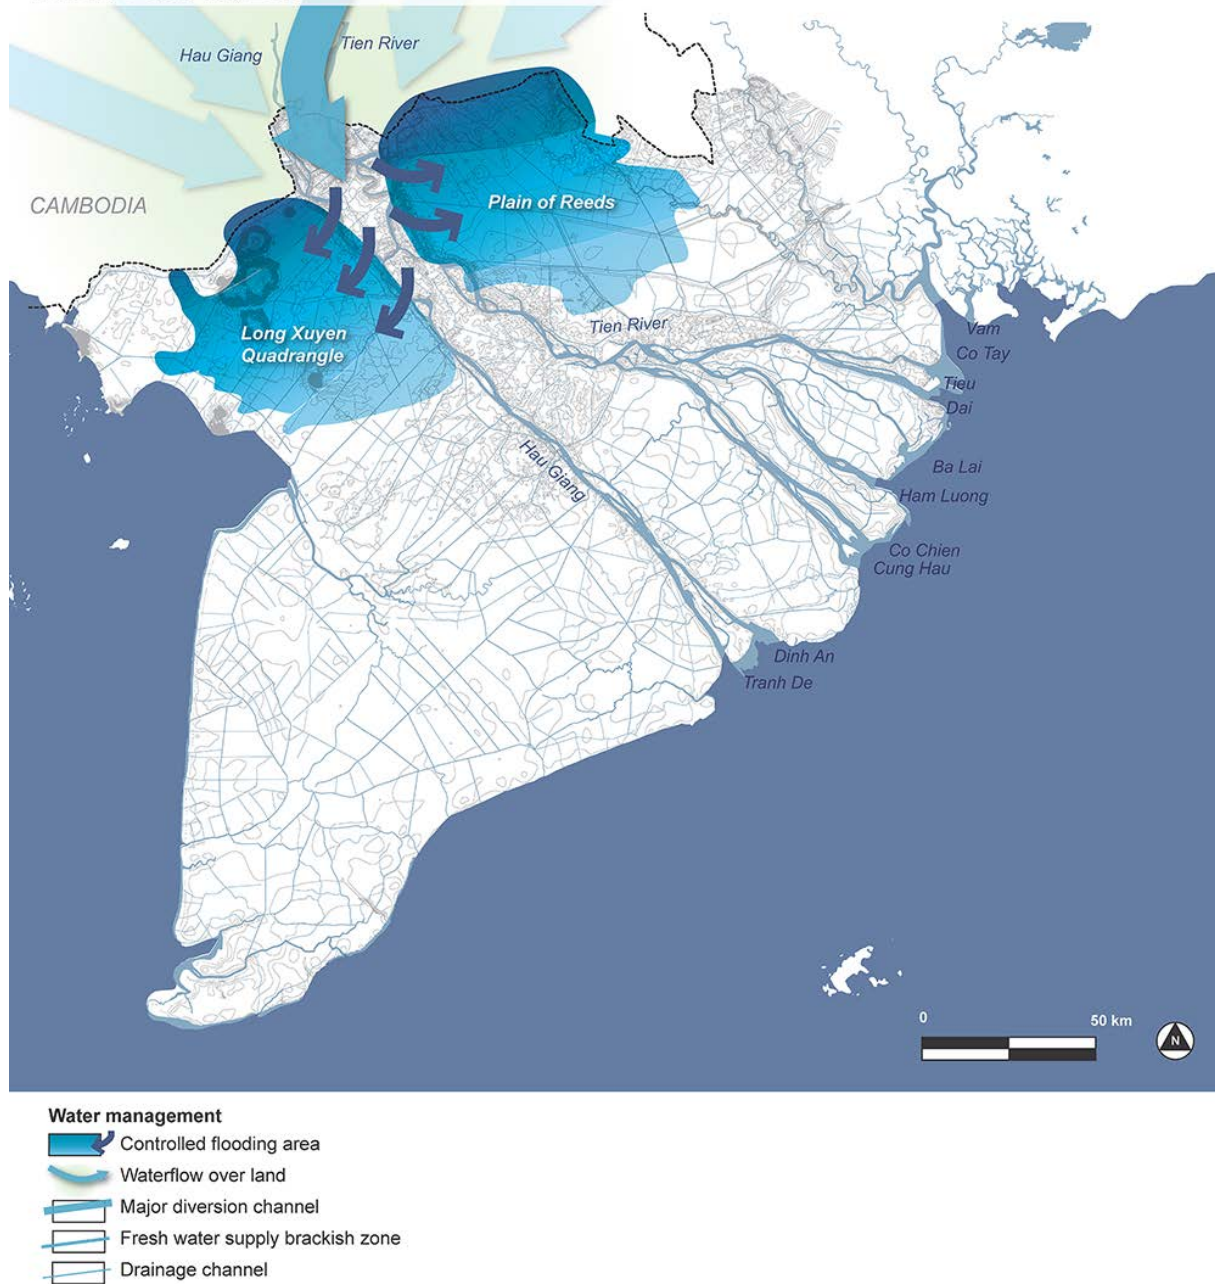 Hau Giang
Tien River
CAMBODIA
Plain of Reeds
Long Xuyen
Quadrangle
Tien River
Vam
Co Tay
Tieu
Dai
Hau Giang
Ba Lai
Ham Luong
Co Chien
Cung Hau
Dinh An
Tranh De
0
50 km
N
Water management
Controlled flooding area
Waterflow over land
Major diversion channel
Fresh water supply brackish zone
Drainage channel